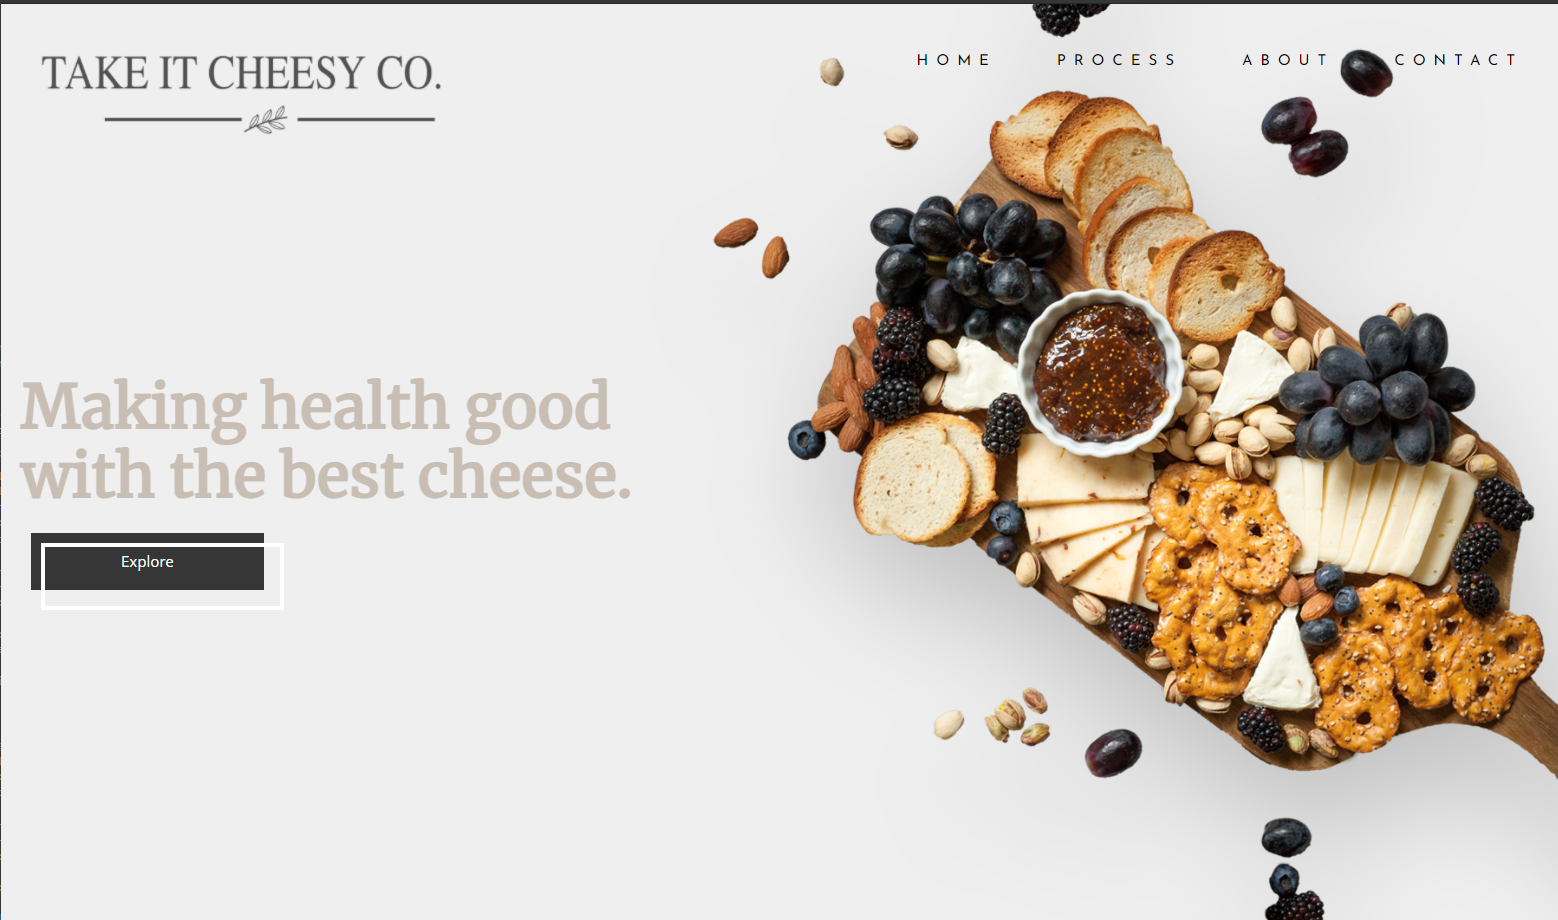 TAKE IT CHEESY CO.
HOME PROCESS ABOUT CONTACT
Making health good
with the best cheese.
Explore